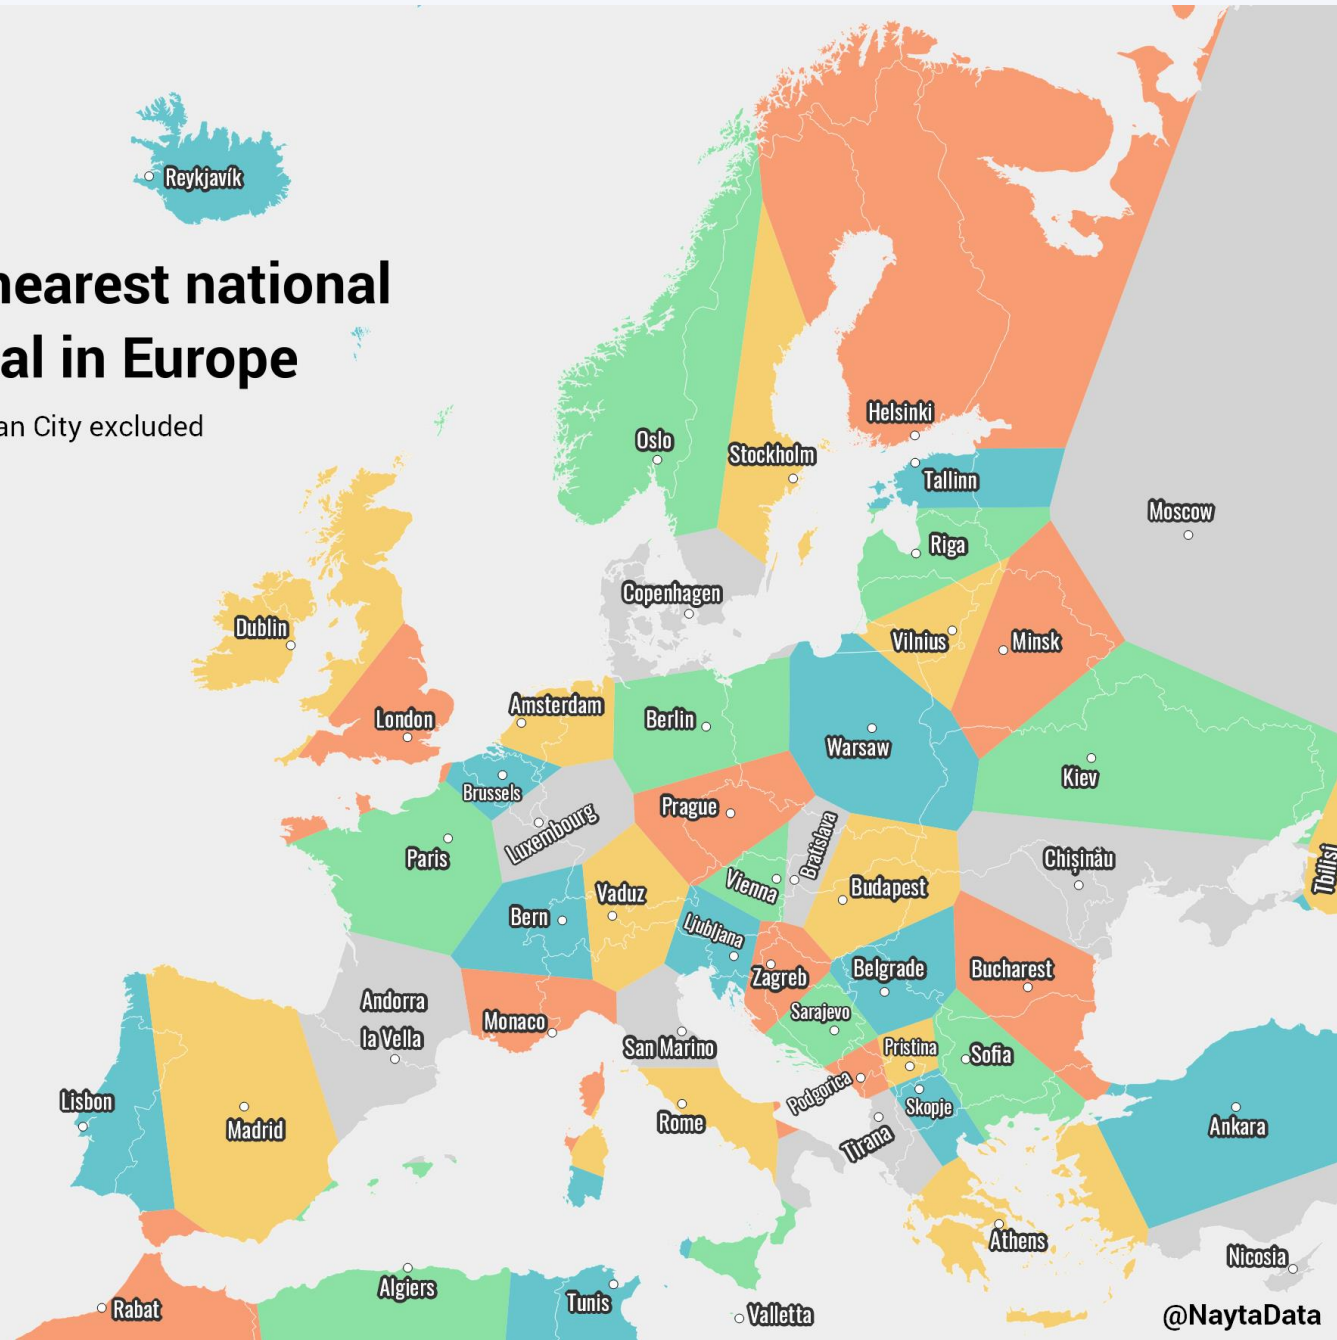 Reykjavík
nearest national
al in Europe
an City excluded
Helsinki
Oslo
Stockholm
Tallinn
Moscow
Riga
Copenhagen
Dublin
Vilnius
Minsk
Amsterdam
London
Berlin
Warsaw
Kiev
Brussels
Prague
Luxembourg
Bratislava
Paris
Chișinău
Tbilisi
Vienna
Budapest
Vaduz
Bern
Ljubljana
Zagreb
Belgrade
Bucharest
Andorra
la Vella
Sarajevo
Monaco
San Marino
Pristina
Sofia
Podgorica
Lisbon
Madrid
Rome
Skopje
Tirana
Ankara
Athens
Nicosia
Algiers
Rabat
Tunis
Valletta
@NaytaData